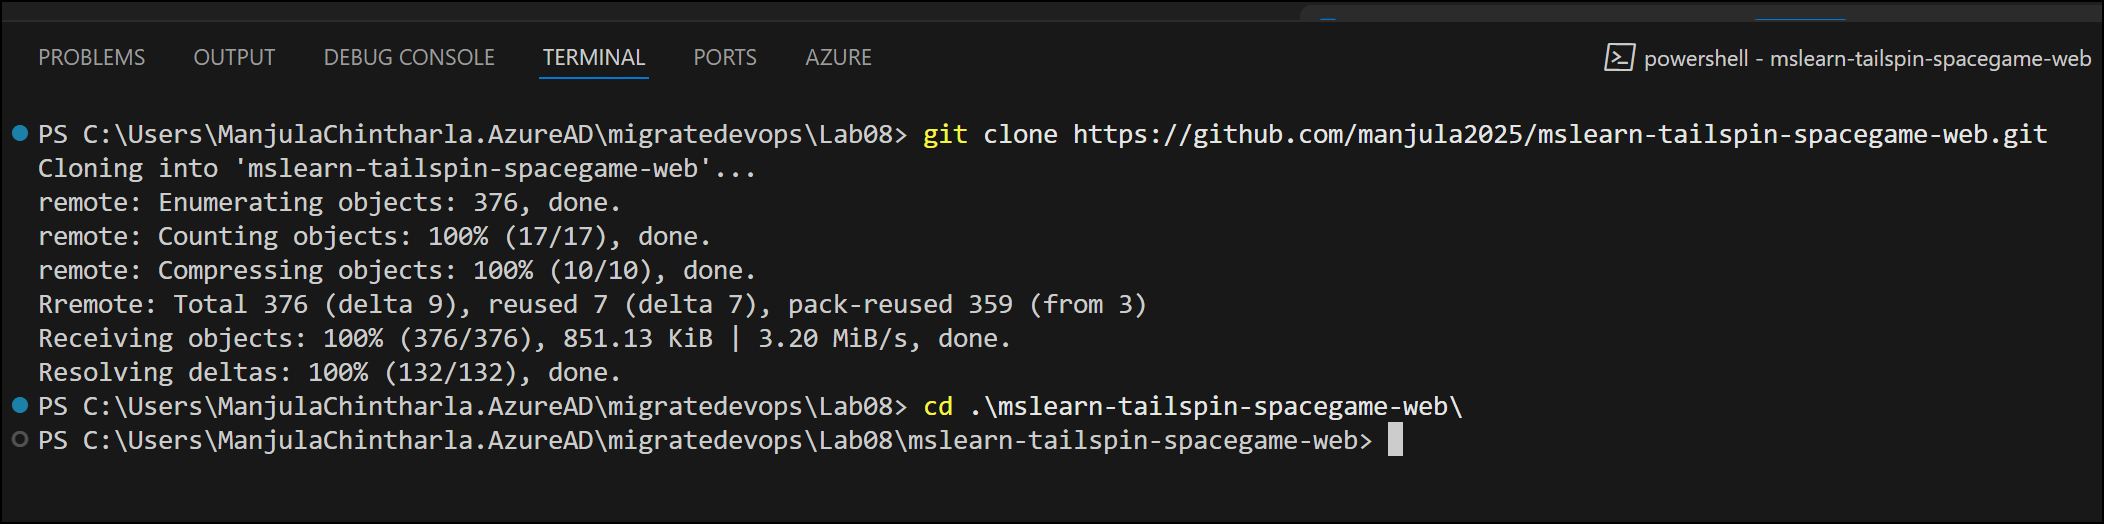 PROBLEMS OUTPUT DEBUG CONSOLE TERMINAL PORTS AZURE powershell - mslearn-tailspin-spacegame-web
PS C:\Users\ManjulaChintharla.AzureAD\migratedevops\Lab08> git clone https://github.com/manjula2025/mslearn-tailspin-spacegame-web.git
Cloning into 'mslearn-tailspin-spacegame-web'...
remote: Enumerating objects: 376, done.
remote: Counting objects: 100% (17/17), done.
remote: Compressing objects: 100% (10/10), done.
Rremote: Total 376 (delta 9), reused 7 (delta 7), pack-reused 359 (from 3)
Receiving objects: 100% (376/376), 851.13 KiB | 3.20 MiB/s, done.
Resolving deltas: 100% (132/132), done.
PS C:\Users\ManjulaChintharla.AzureAD\migratedevops\Lab08> cd .\mslearn-tailspin-spacegame-web\
PS C:\Users\ManjulaChintharla.AzureAD\migratedevops\Lab08\mslearn-tailspin-spacegame-web>